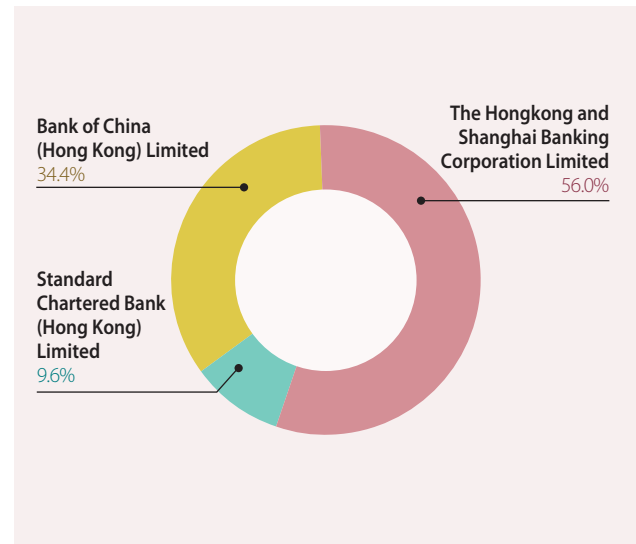 Bank of China
(Hong Kong) Limited
34.4%
The Hongkong and
Shanghai Banking
Corporation Limited
56.0%
Standard
Chartered Bank
(Hong Kong)
Limited
9.6%